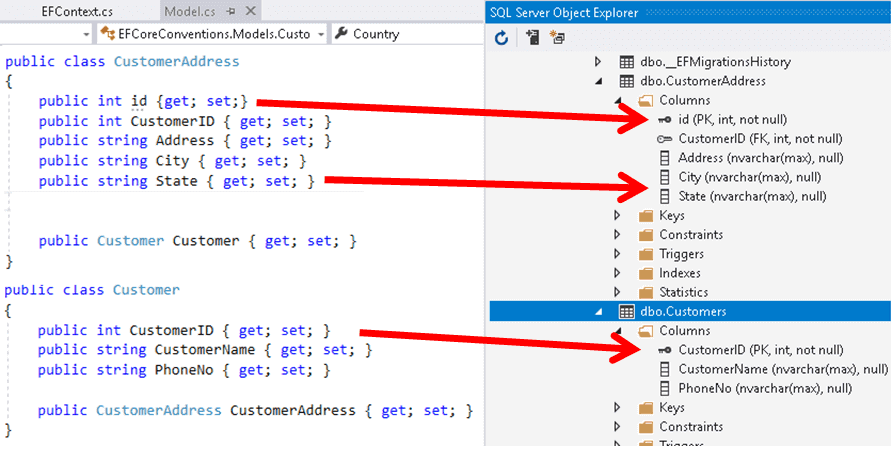 EFContext.cs
Model.cs
EFCoreConventions.Models.Custo
Country
public class CustomerAddress
{
public int id {get; set;}
public int CustomerID { get; set; }
public string Address { get; set; }
public string City { get; set; }
public string State { get; set; }
public Customer Customer { get; set; }
}
public class Customer
{
public int CustomerID { get; set; }
public string CustomerName { get; set; }
public string PhoneNo { get; set; }
public CustomerAddress CustomerAddress { get; set; }
}
SQL Server Object Explorer
dbo.__EFMigrationsHistory
dbo.CustomerAddress
Columns
id (PK, int, not null)
CustomerID (FK, int, not null)
Address (nvarchar(max), null)
City (nvarchar(max), null)
State (nvarchar(max), null)
Keys
Constraints
Triggers
Indexes
Statistics
dbo.Customers
Columns
CustomerID (PK, int, not null)
CustomerName (nvarchar(max), null)
PhoneNo (nvarchar(max), null)
Keys
Constraints
Triggers